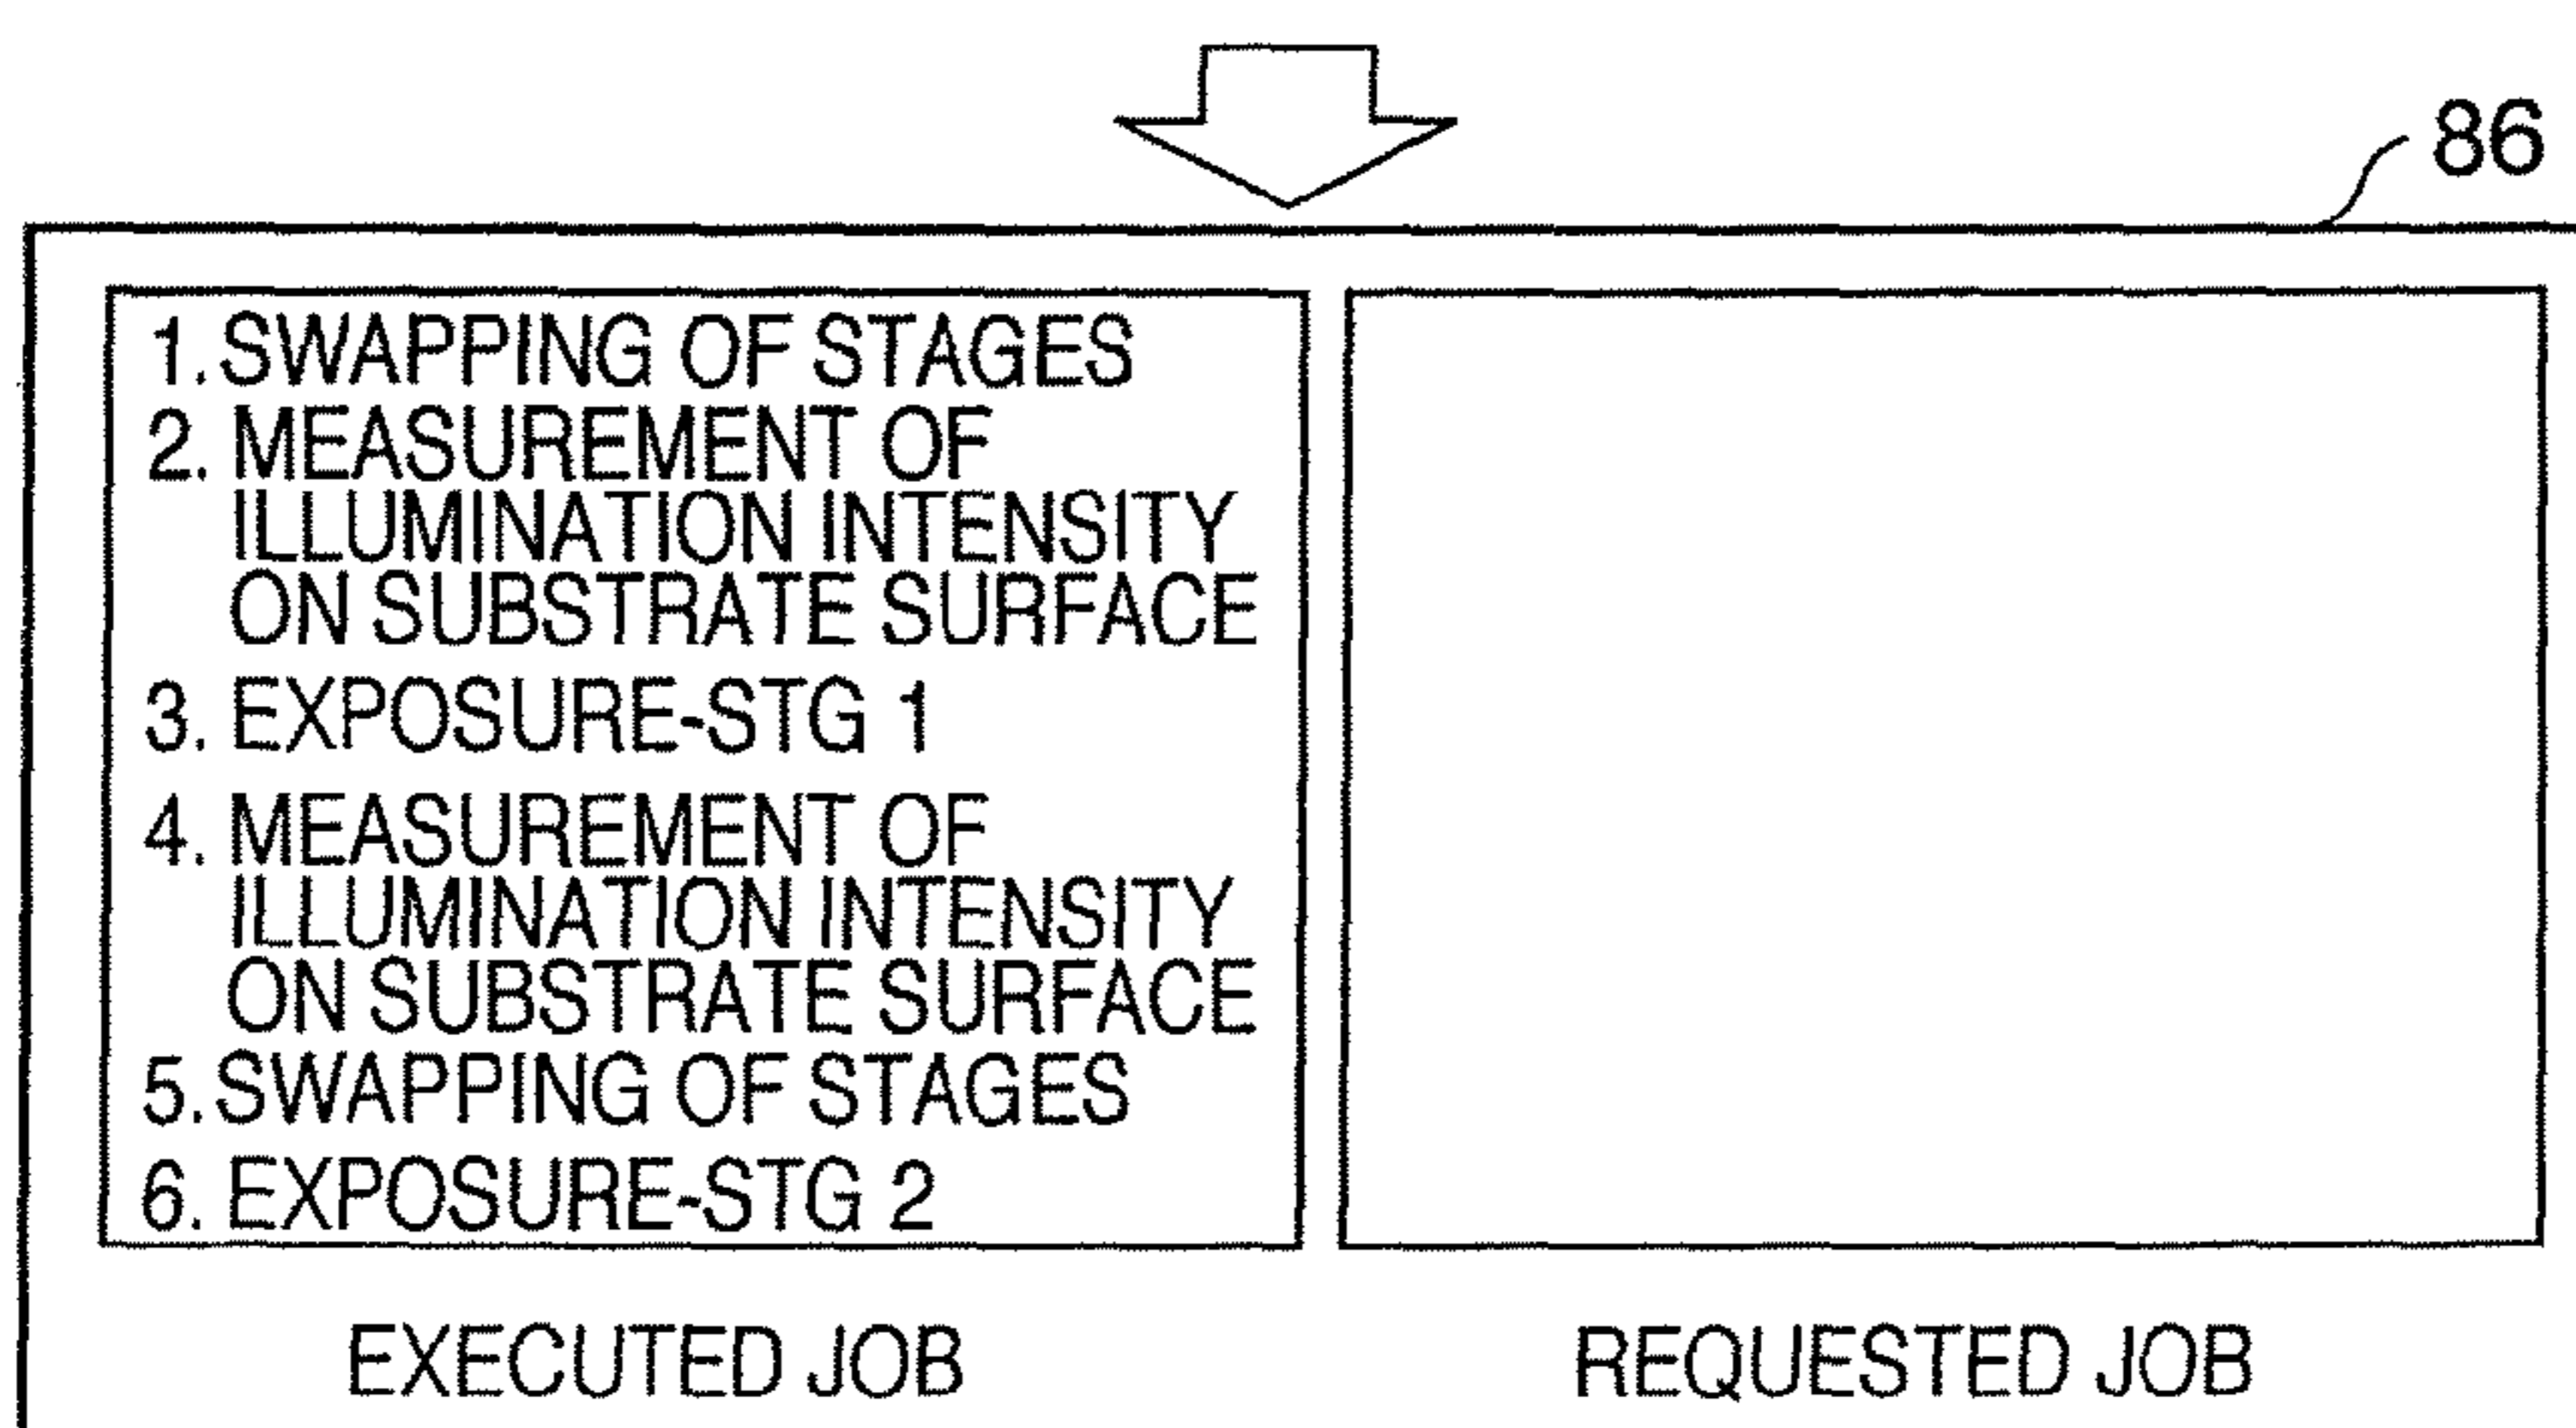 86
1. SWAPPING OF STAGES
2. MEASUREMENT OF
ILLUMINATION INTENSITY
ON SUBSTRATE SURFACE
3. EXPOSURE-STG 1
4. MEASUREMENT OF
ILLUMINATION INTENSITY
ON SUBSTRATE SURFACE
5. SWAPPING OF STAGES
6. EXPOSURE-STG 2
EXECUTED JOB
REQUESTED JOB